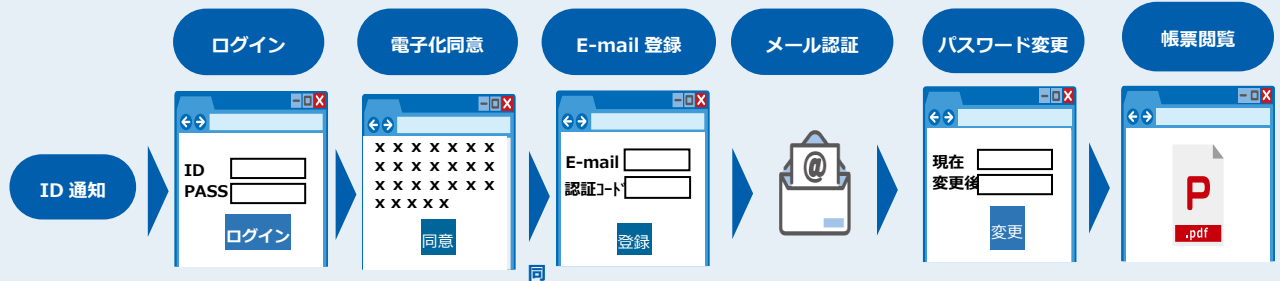 ログイン
電子化同意
E-mail 登録
メール認証
パスワード変更
帳票閲覧
ID 通知
ID
PASS
ログイン
x x x x x x x
x x x x x x x
x x x x x x x
x x x x x
同意
E-mail
認証ｺｰﾄﾞ
登録
@
現在
変更後
変更
P
.pdf
同